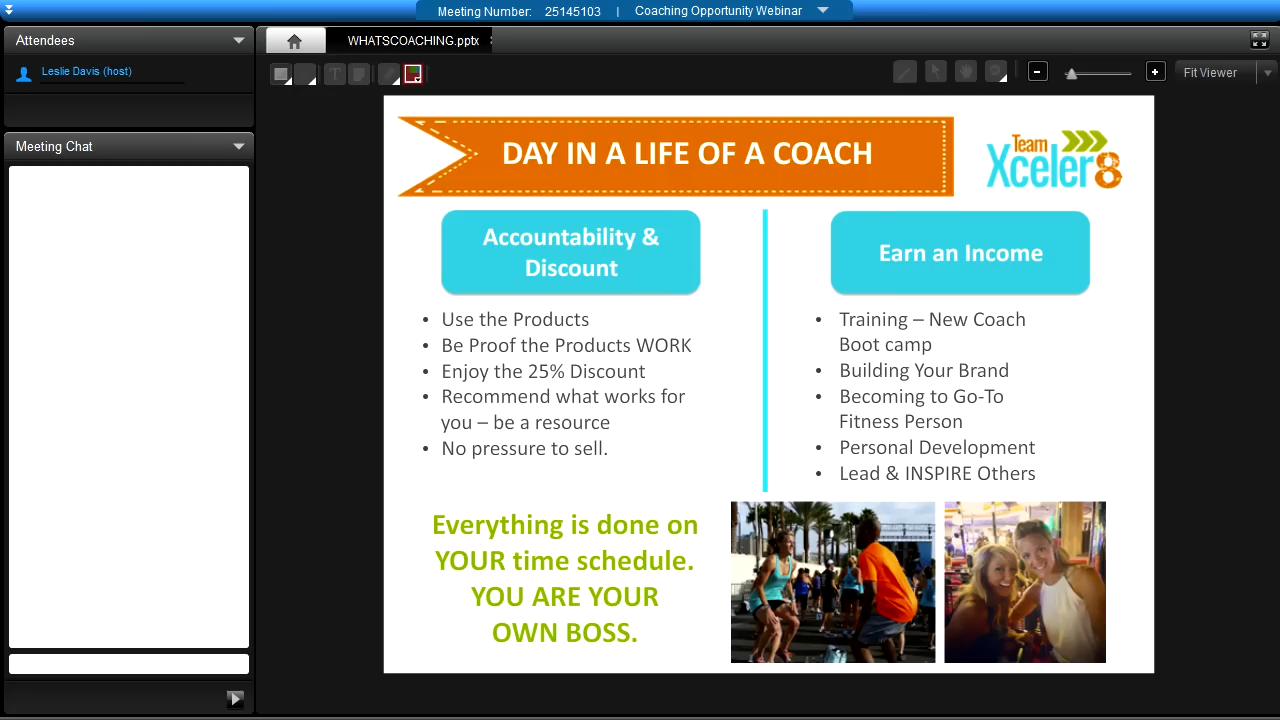 Meeting Number: 25145103 | Coaching Opportunity Webinar
Attendees
Leslie Davis (host)
Meeting Chat
WHATSCOACHING.pptx
T
Fit Viewer
DAY IN A LIFE OF A COACH
Team
Xceler8
Accountability &
Discount
• Use the Products
• Be Proof the Products WORK
• Enjoy the 25% Discount
• Recommend what works for
you – be a resource
• No pressure to sell.
Earn an Income
• Training – New Coach
Boot camp
• Building Your Brand
• Becoming to Go-To
Fitness Person
• Personal Development
• Lead & INSPIRE Others
Everything is done on
YOUR time schedule.
YOU ARE YOUR
OWN BOSS.